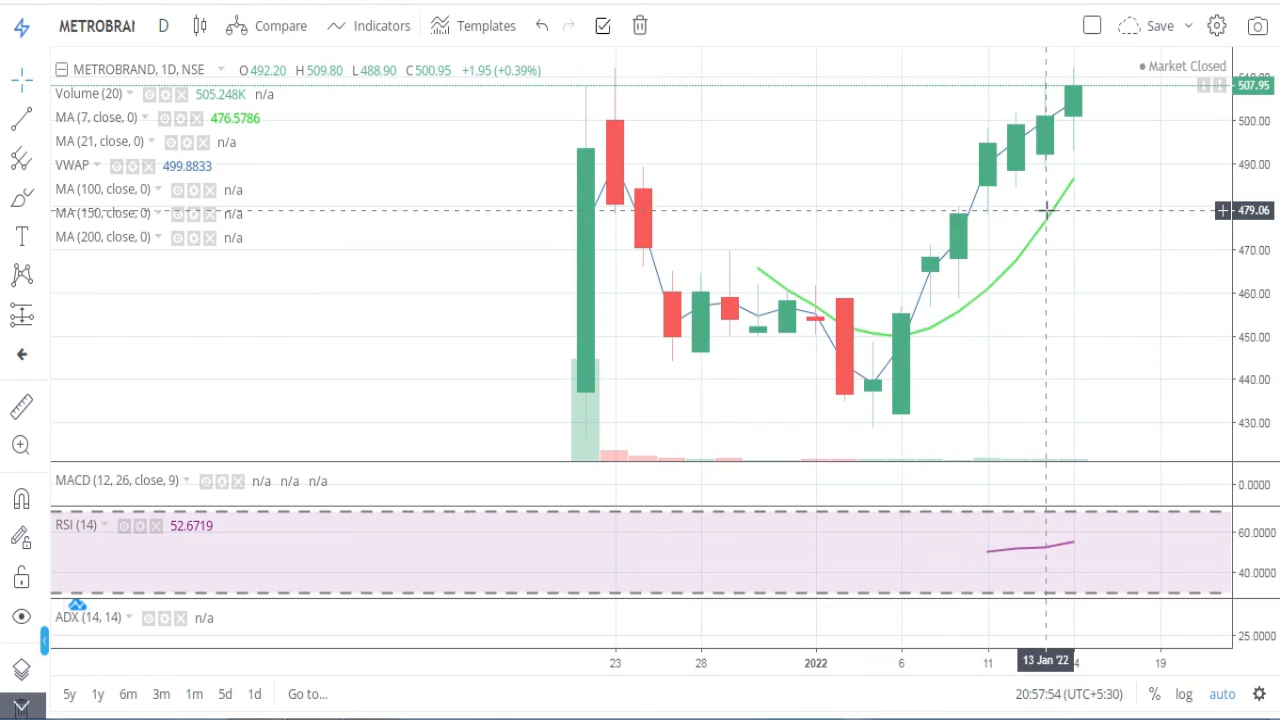 METROBRAI D Compare Indicators Templates Save
METROBRAND, 1D, NSE O492.20 H509.80 L488.90 C500.95 +1.95 (+0.39%)
Market Closed
Volume (20) 505.248K n/a
MA (7, close, 0) 476.5786
MA (21, close, 0) n/a
VWAP 499.8833
MA (100, close, 0) n/a
MA (150, close, 0) n/a
MA (200, close, 0) n/a
507.95
500.00
490.00
479.06
470.00
460.00
450.00
440.00
430.00
MACD (12, 26, close, 9) n/a n/a n/a
0.0000
RSI (14) 52.6719
60.0000
40.0000
ADX (14, 14) n/a
25.0000
23 28 2022 6 11 13 Jan '22 4 19
5y 1y 6m 3m 1m 5d 1d Go to... 20:57:54 (UTC+5:30) % log auto